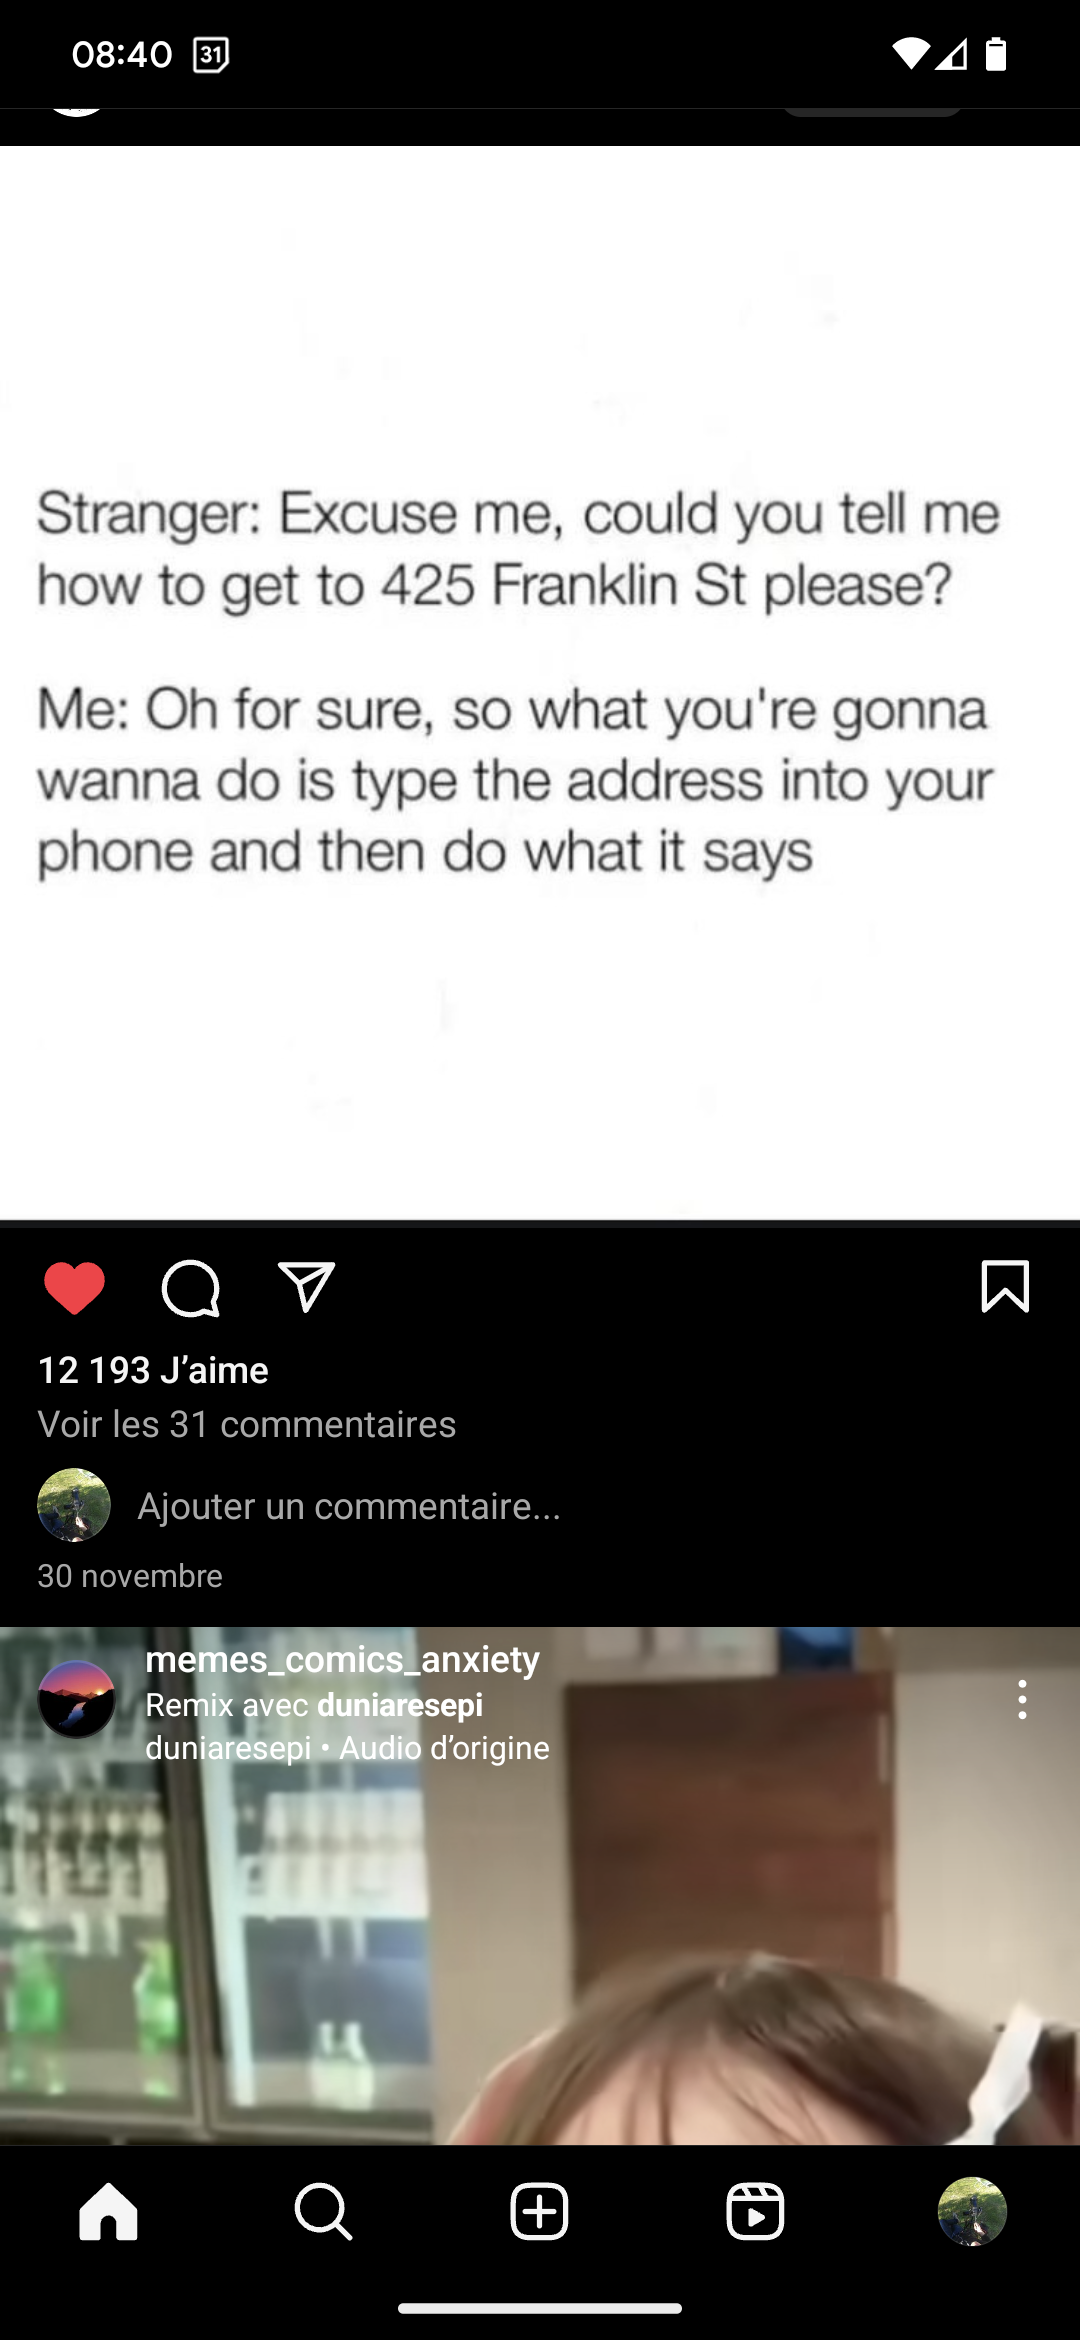 08:40 31
Stranger: Excuse me, could you tell me
how to get to 425 Franklin St please?
Me: Oh for sure, so what you're gonna
wanna do is type the address into your
phone and then do what it says
12 193 J’aime
Voir les 31 commentaires
Ajouter un commentaire...
30 novembre
memes_comics_anxiety
Remix avec duniaresepi
duniaresepi • Audio d’origine